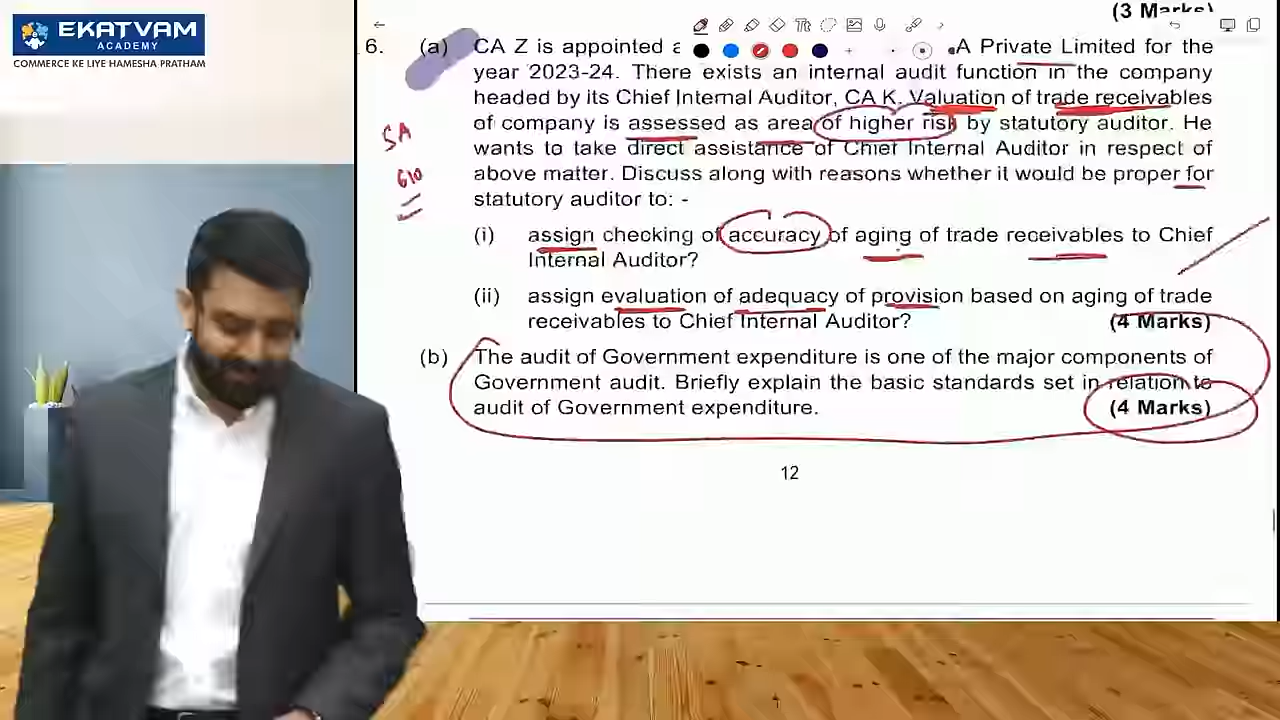 EKATVAM
ACADEMY
COMMERCE KE LIYE HAMESHA PRATHAM
(3 Marks)
6. (a) CA Z is appointed a A Private Limited for the
year 2023-24. There exists an internal audit function in the company
headed by its Chief Internal Auditor, CA K. Valuation of trade receivables
of company is assessed as area of higher risk by statutory auditor. He
wants to take direct assistance of Chief Internal Auditor in respect of
above matter. Discuss along with reasons whether it would be proper for
statutory auditor to: -
SA
610
(i) assign checking of accuracy of aging of trade receivables to Chief
Internal Auditor?
(ii) assign evaluation of adequacy of provision based on aging of trade
receivables to Chief Internal Auditor? (4 Marks)
(b) The audit of Government expenditure is one of the major components of
Government audit. Briefly explain the basic standards set in relation to
audit of Government expenditure. (4 Marks)
12